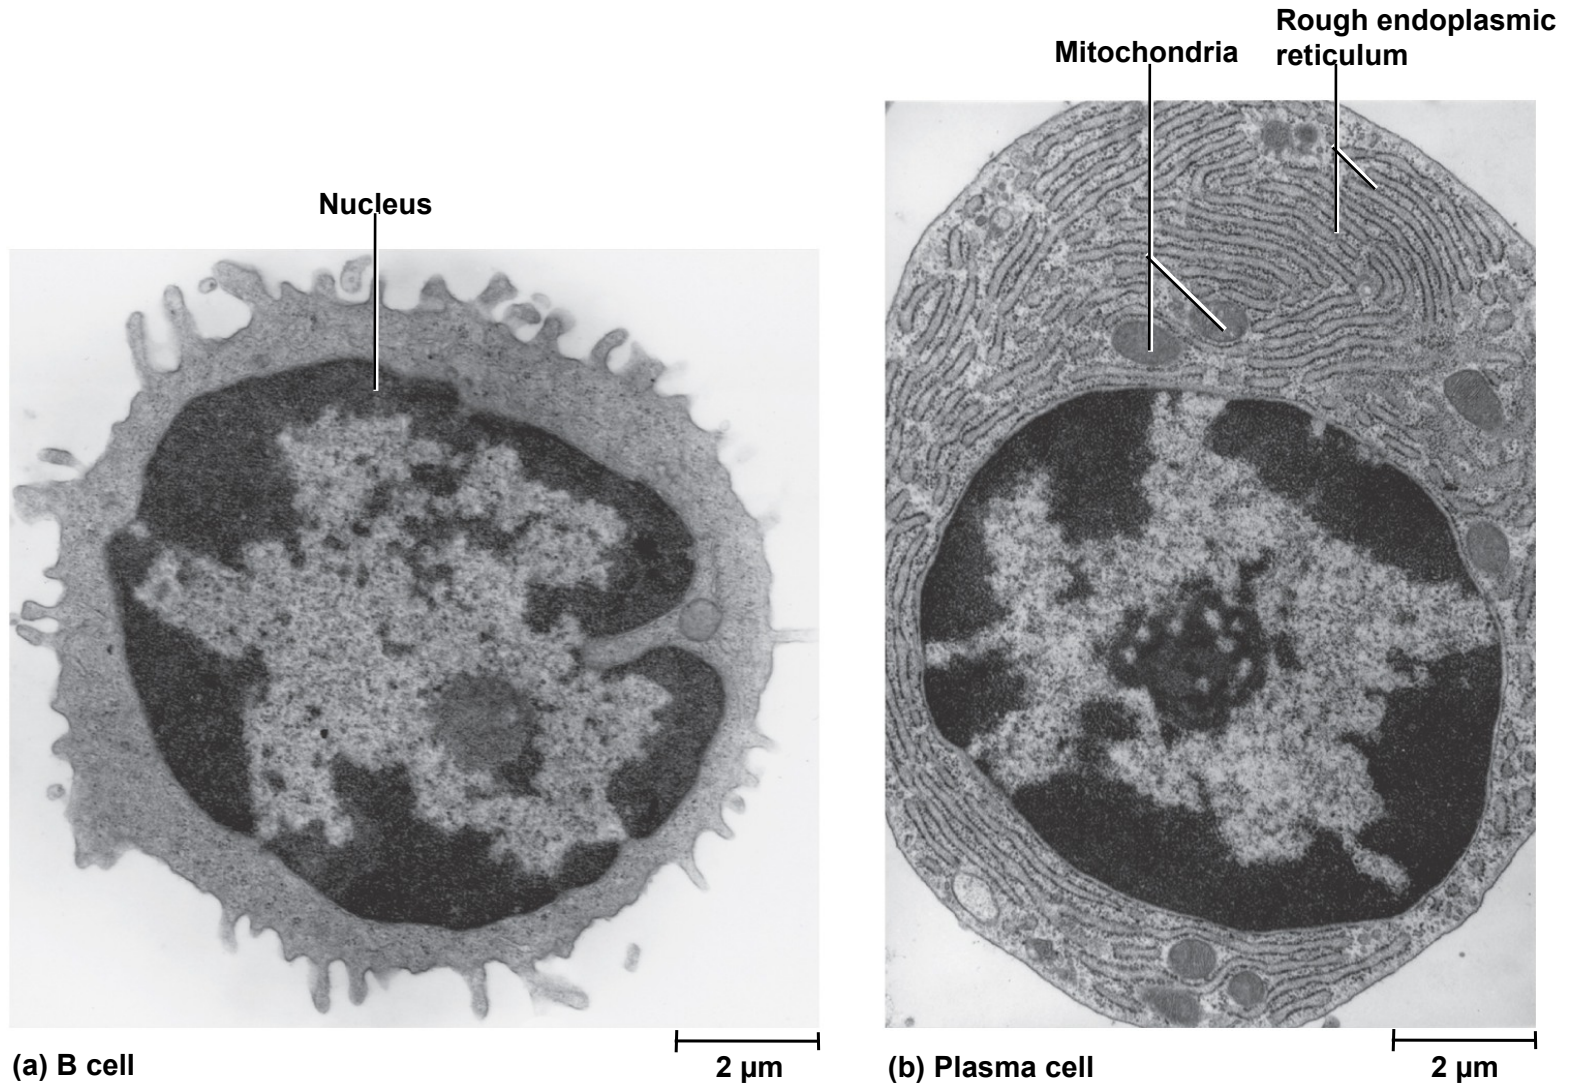 Rough endoplasmic
reticulum
Mitochondria
Nucleus
(a) B cell
2 µm
(b) Plasma cell
2 µm